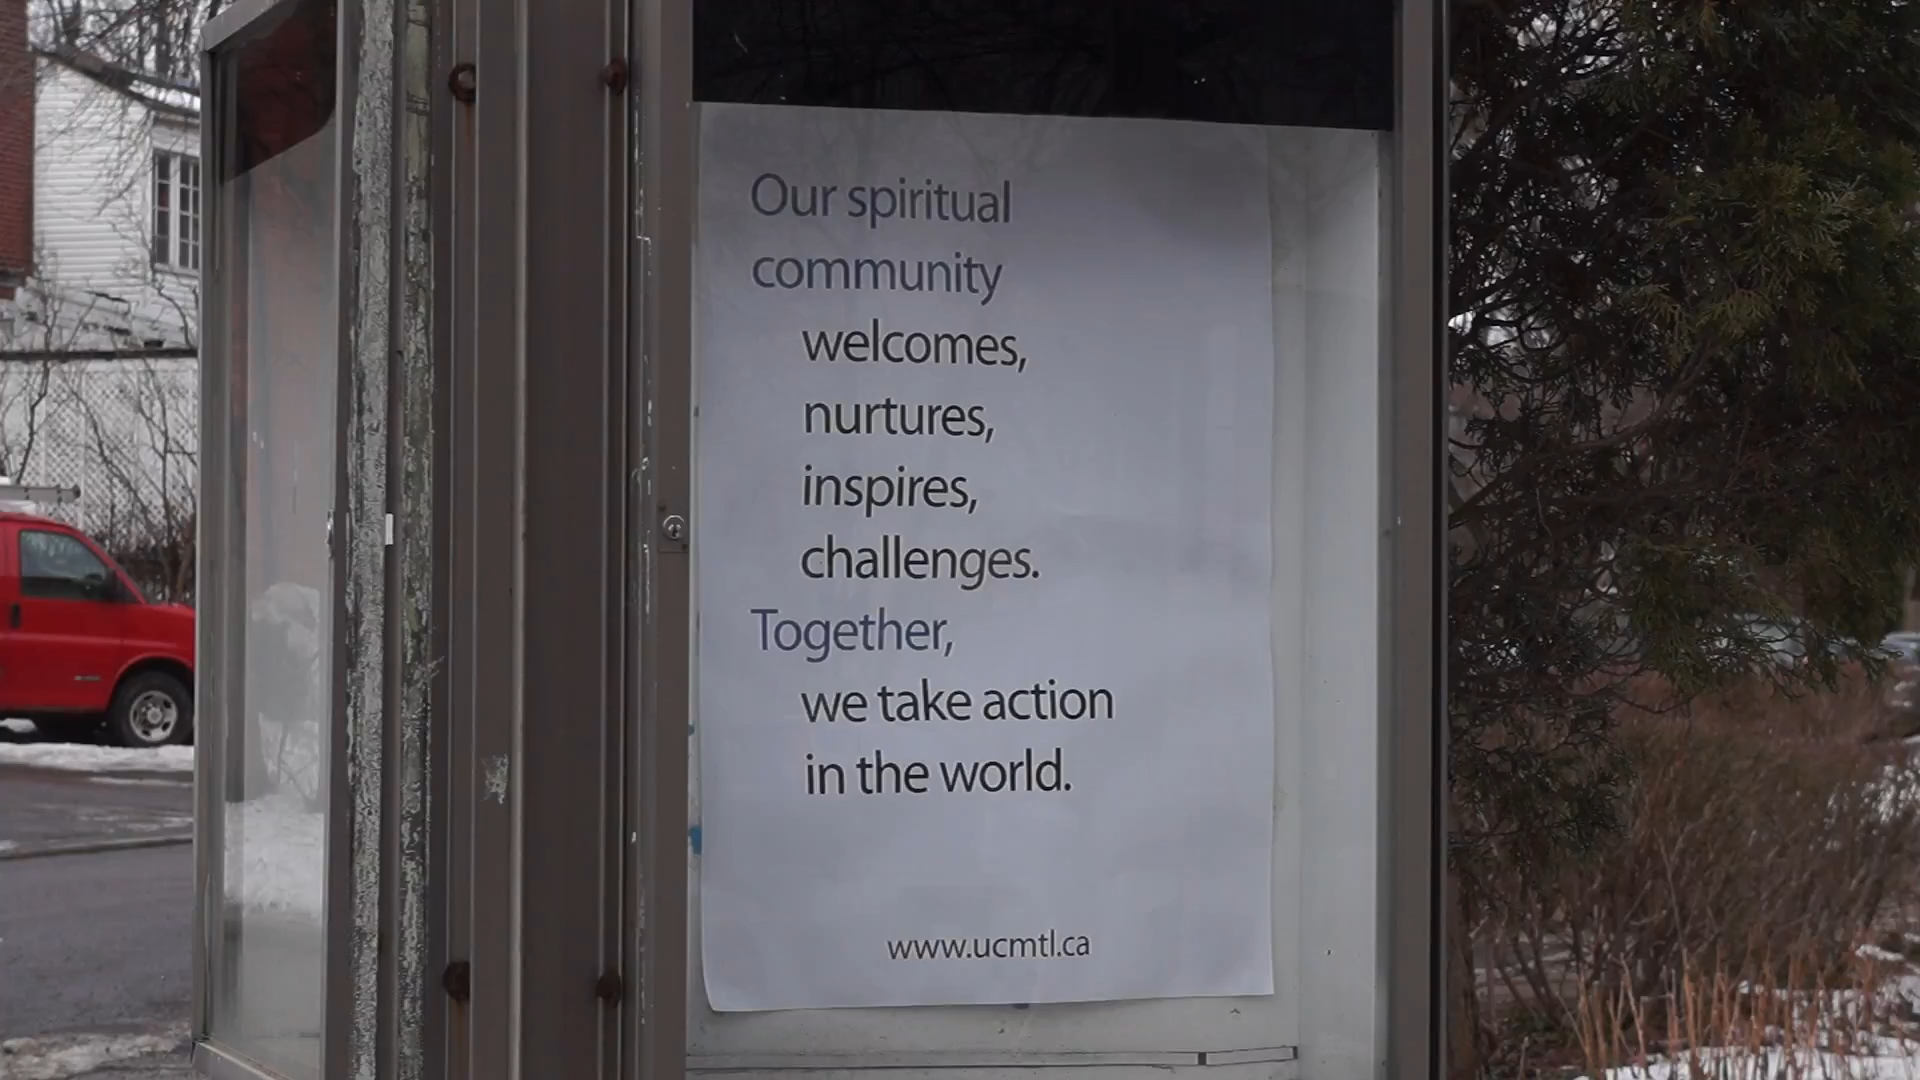 Our spiritual
community
welcomes,
nurtures,
inspires,
challenges.
Together,
we take action
in the world.
www.ucmtl.ca